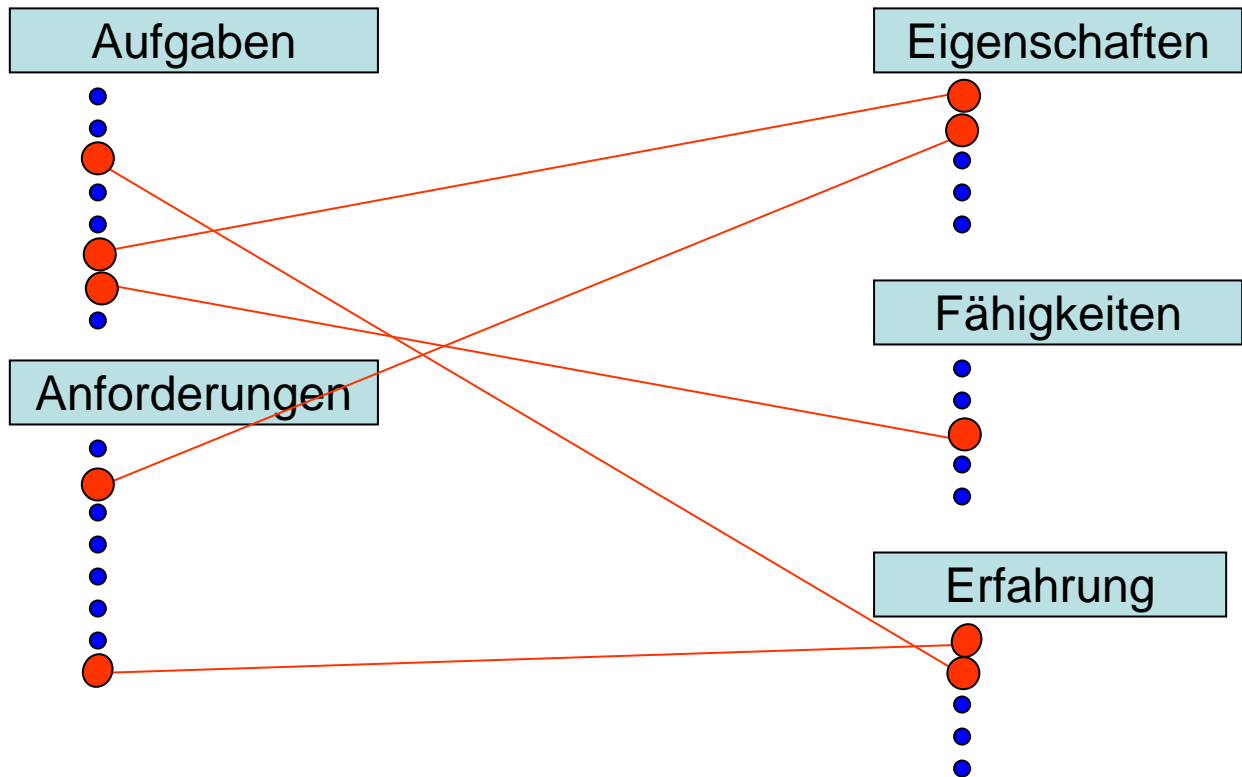 Aufgaben
Eigenschaften
Fähigkeiten
Anforderungen
Erfahrung